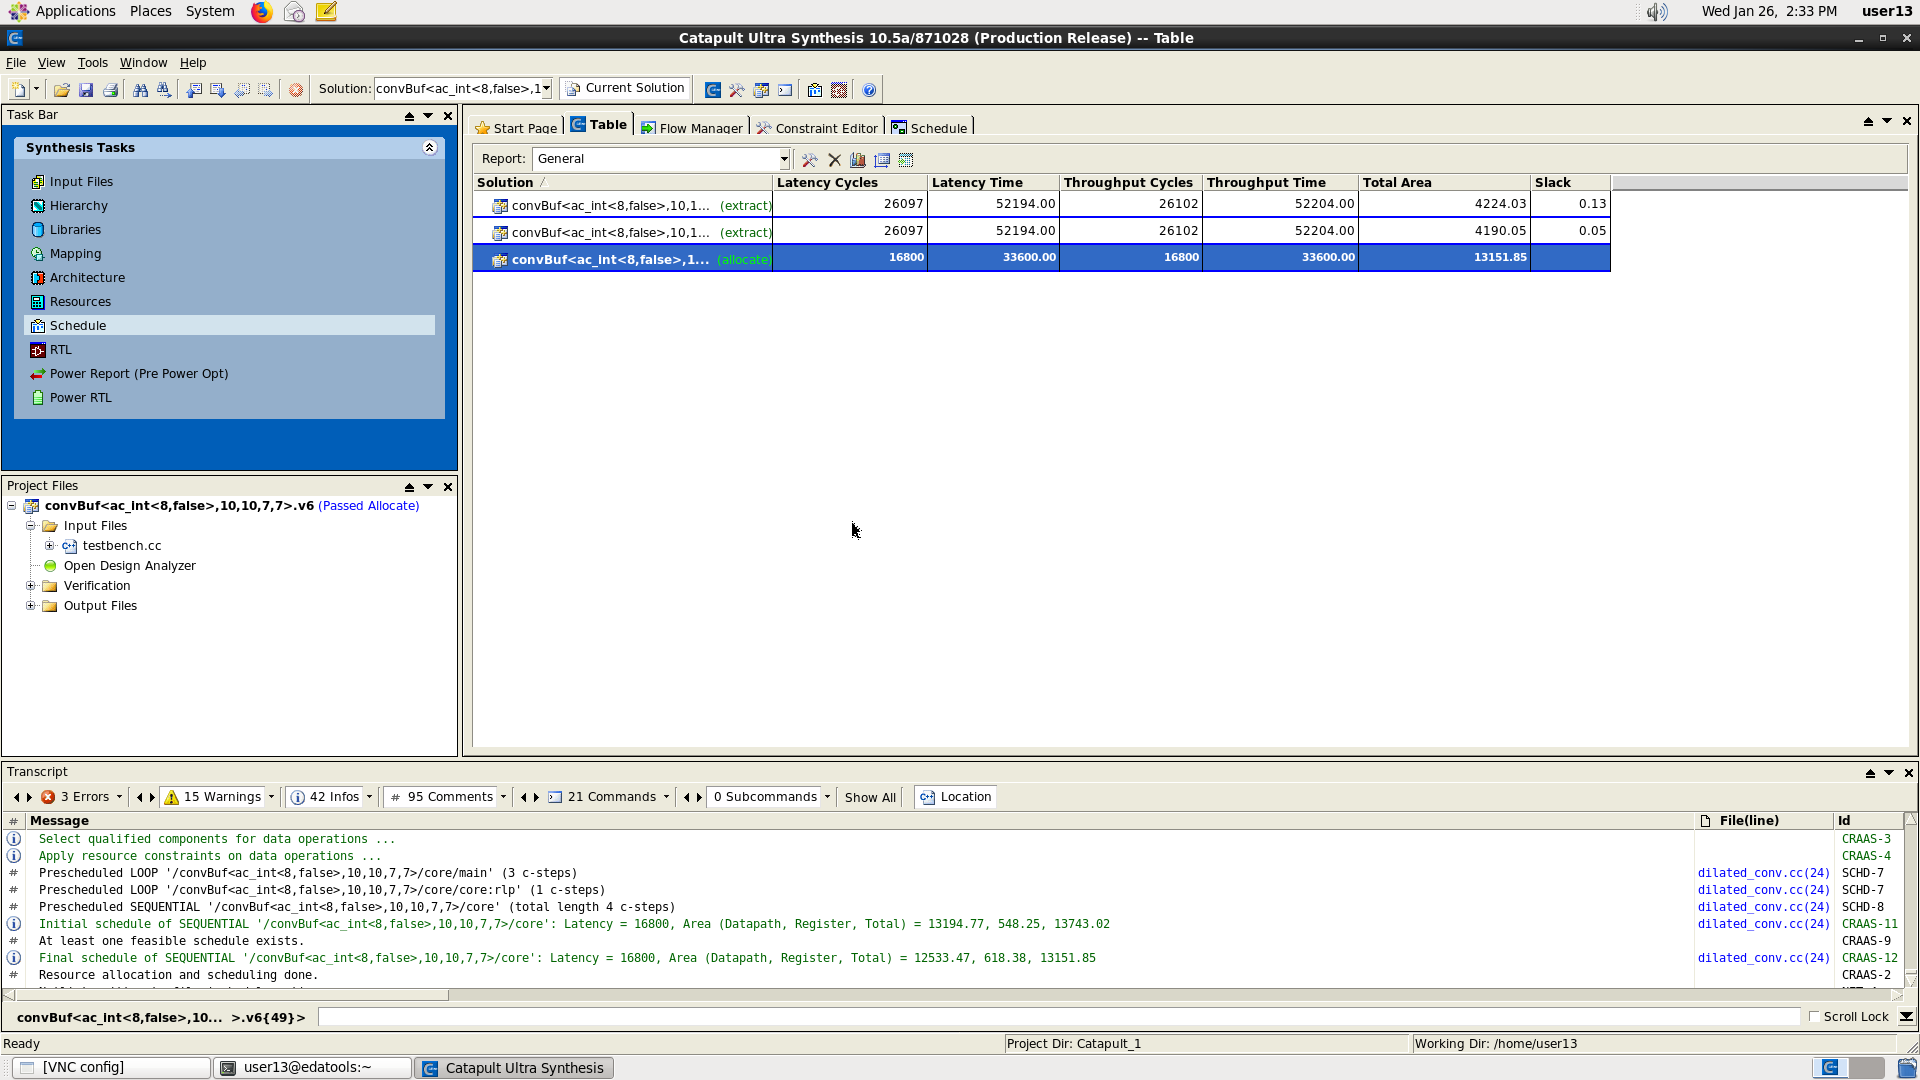 Applications Places System
Wed Jan 26, 2:33 PM user13
Catapult Ultra Synthesis 10.5a/871028 (Production Release) -- Table
File View Tools Window Help
Solution: convBuf<ac_int<8,false>,1 Current Solution
Task Bar
Synthesis Tasks
Input Files
Hierarchy
Libraries
Mapping
Architecture
Resources
Schedule
RTL
Power Report (Pre Power Opt)
Power RTL
Project Files
convBuf<ac_int<8,false>,10,10,7,7>.v6 (Passed Allocate)
Input Files
testbench.cc
Open Design Analyzer
Verification
Output Files
Start Page Table Flow Manager Constraint Editor Schedule
Report: General
Solution Latency Cycles Latency Time Throughput Cycles Throughput Time Total Area Slack
convBuf<ac_int<8,false>,10,1... (extract) 26097 52194.00 26102 52204.00 4224.03 0.13
convBuf<ac_int<8,false>,10,1... (extract) 26097 52194.00 26102 52204.00 4190.05 0.05
convBuf<ac_int<8,false>,1... (allocate) 16800 33600.00 16800 33600.00 13151.85
Transcript
3 Errors 15 Warnings 42 Infos # 95 Comments 21 Commands 0 Subcommands Show All Location
# Message File(line) Id
Select qualified components for data operations ... CRAAS-3
Apply resource constraints on data operations ... CRAAS-4
# Prescheduled LOOP '/convBuf<ac_int<8,false>,10,10,7,7>/core/main' (3 c-steps) dilated_conv.cc(24) SCHD-7
# Prescheduled LOOP '/convBuf<ac_int<8,false>,10,10,7,7>/core/core:rlp' (1 c-steps) dilated_conv.cc(24) SCHD-7
# Prescheduled SEQUENTIAL '/convBuf<ac_int<8,false>,10,10,7,7>/core' (total length 4 c-steps) dilated_conv.cc(24) SCHD-8
Initial schedule of SEQUENTIAL '/convBuf<ac_int<8,false>,10,10,7,7>/core': Latency = 16800, Area (Datapath, Register, Total) = 13194.77, 548.25, 13743.02 dilated_conv.cc(24) CRAAS-11
# At least one feasible schedule exists. CRAAS-9
Final schedule of SEQUENTIAL '/convBuf<ac_int<8,false>,10,10,7,7>/core': Latency = 16800, Area (Datapath, Register, Total) = 12533.47, 618.38, 13151.85 dilated_conv.cc(24) CRAAS-12
# Resource allocation and scheduling done. CRAAS-2
convBuf<ac_int<8,false>,10... >.v6{49}> Scroll Lock
Ready Project Dir: Catapult_1 Working Dir: /home/user13
[VNC config] user13@edatools:~ Catapult Ultra Synthesis